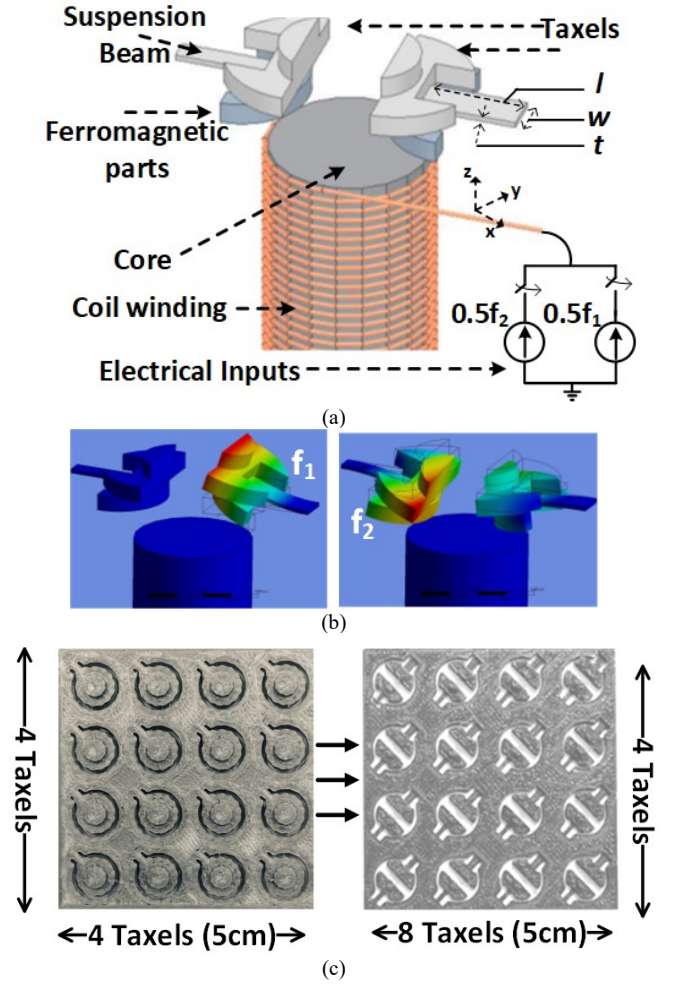 Suspension
Beam
Taxels
l
w
t
Ferromagnetic
parts
z
y
x
Core
Coil winding
0.5f₂
0.5f₁
Electrical Inputs
(a)
f₁
f₂
(b)
4 Taxels
4 Taxels
4 Taxels (5cm)
8 Taxels (5cm)
(c)